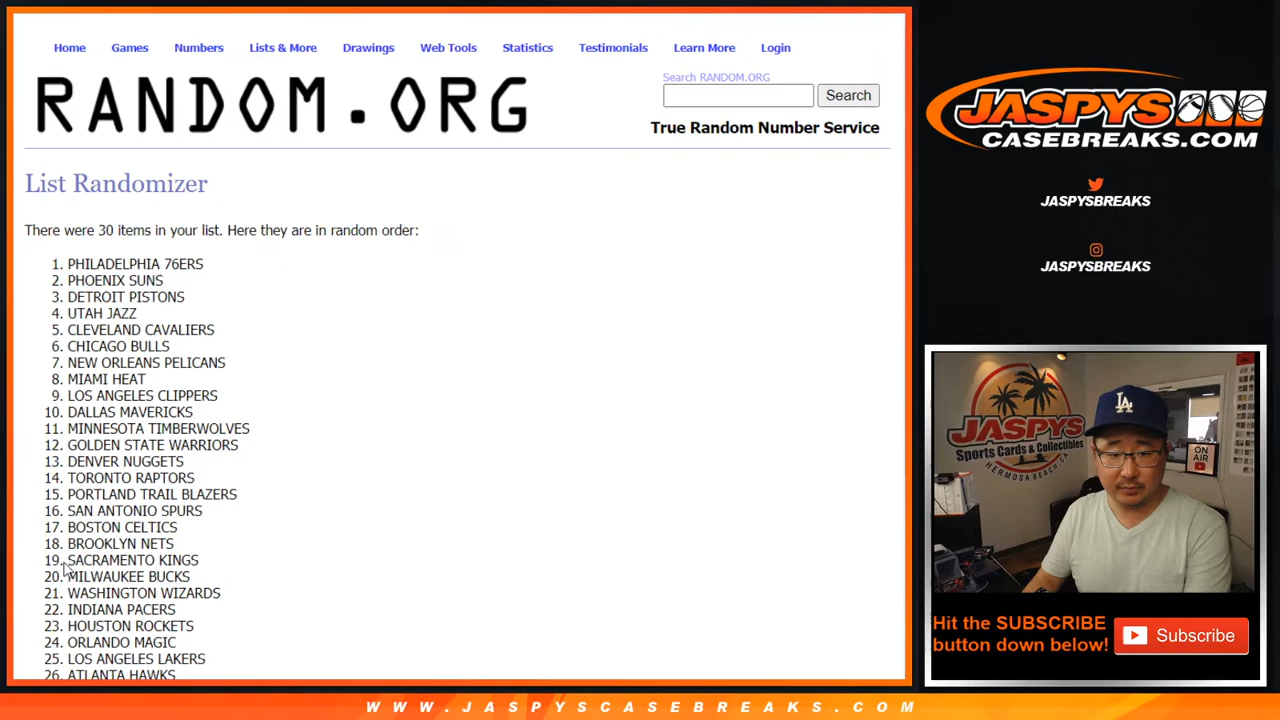 Home Games Numbers Lists & More Drawings Web Tools Statistics Testimonials Learn More Login
RANDOM.ORG
Search RANDOM.ORG
Search
True Random Number Service
List Randomizer
There were 30 items in your list. Here they are in random order:
1. PHILADELPHIA 76ERS
2. PHOENIX SUNS
3. DETROIT PISTONS
4. UTAH JAZZ
5. CLEVELAND CAVALIERS
6. CHICAGO BULLS
7. NEW ORLEANS PELICANS
8. MIAMI HEAT
9. LOS ANGELES CLIPPERS
10. DALLAS MAVERICKS
11. MINNESOTA TIMBERWOLVES
12. GOLDEN STATE WARRIORS
13. DENVER NUGGETS
14. TORONTO RAPTORS
15. PORTLAND TRAIL BLAZERS
16. SAN ANTONIO SPURS
17. BOSTON CELTICS
18. BROOKLYN NETS
19. SACRAMENTO KINGS
20. MILWAUKEE BUCKS
21. WASHINGTON WIZARDS
22. INDIANA PACERS
23. HOUSTON ROCKETS
24. ORLANDO MAGIC
25. LOS ANGELES LAKERS
26. ATLANTA HAWKS
JASPYS
CASEBREAKS.COM
JASPYSBREAKS
JASPYSBREAKS
JASPYS
Sports Cards & Collectibles
HERMOSA BEACH, CA
LA
ON
AIR
Hit the SUBSCRIBE
button down below!
Subscribe
WWW.JASPYSCASEBREAKS.COM